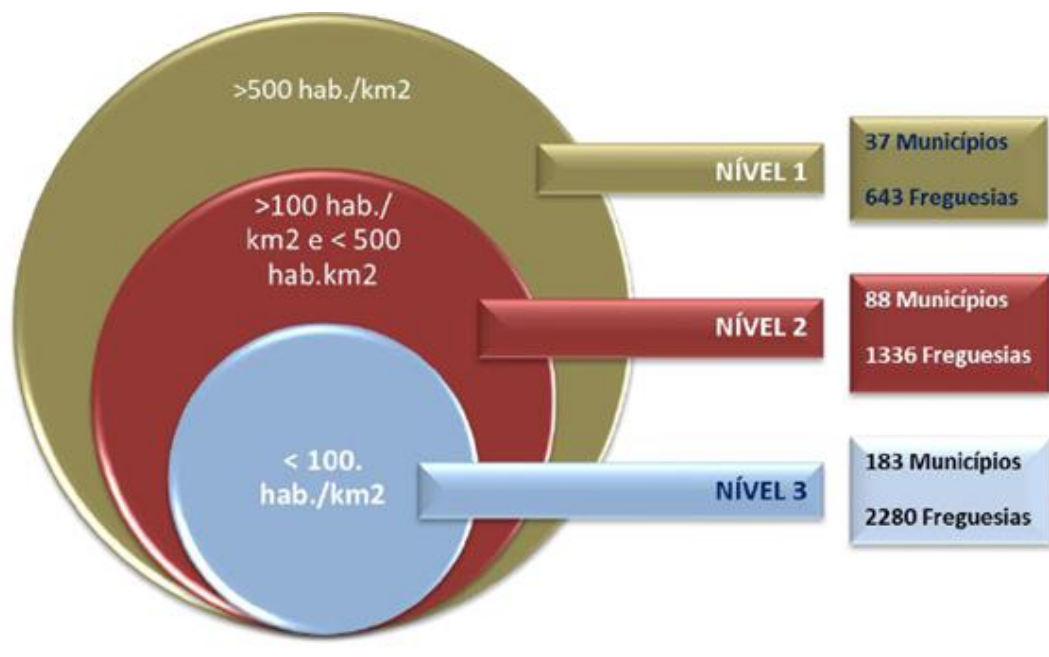 >500 hab./km2
NÍVEL 1
37 Municípios
643 Freguesias
>100 hab./
km2 e < 500
hab.km2
NÍVEL 2
88 Municípios
1336 Freguesias
< 100.
hab./km2
NÍVEL 3
183 Municípios
2280 Freguesias